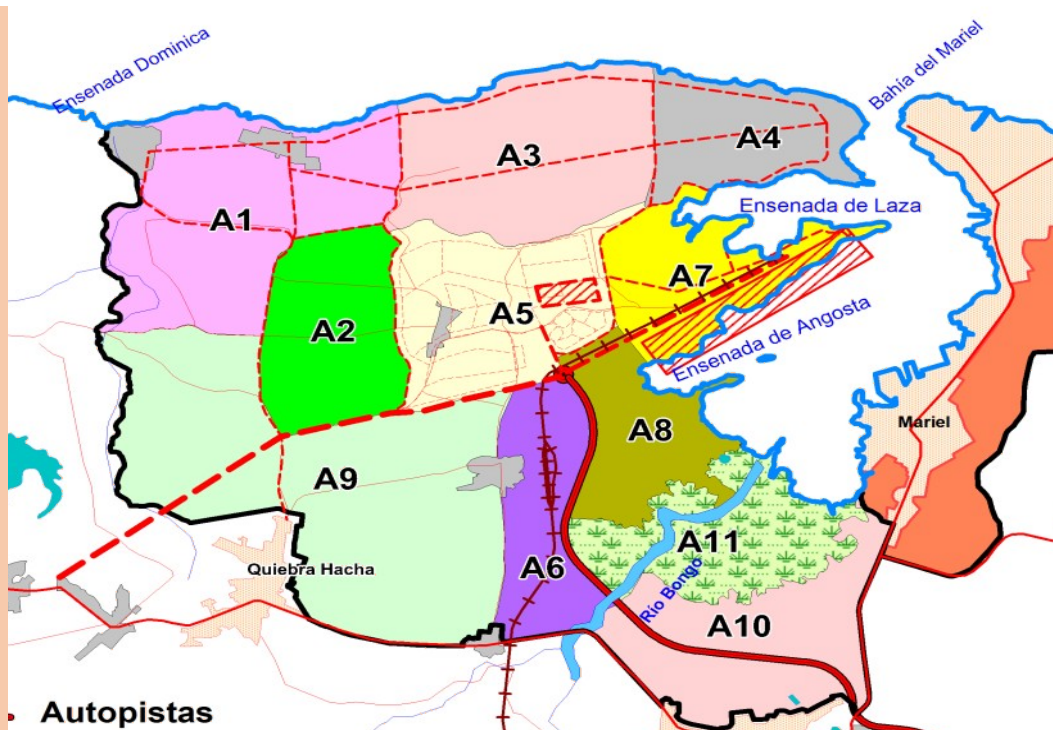 Ensenada Dominica
Bahía del Mariel
A3
A4
A1
Ensenada de Laza
A7
A2
A5
Ensenada de Angosta
A8
Mariel
A9
A11
Quiebra Hacha
A6
Río Bongo
A10
Autopistas